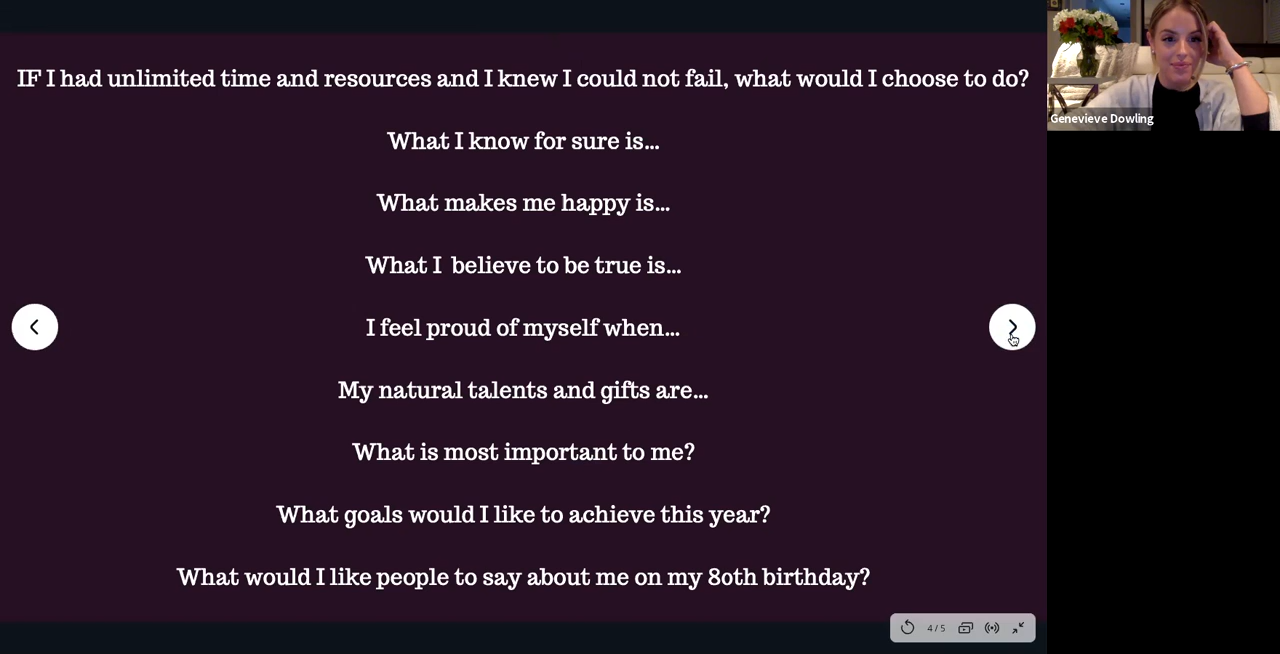 IF I had unlimited time and resources and I knew I could not fail, what would I choose to do?
What I know for sure is...
What makes me happy is...
What I believe to be true is...
I feel proud of myself when...
My natural talents and gifts are...
What is most important to me?
What goals would I like to achieve this year?
What would I like people to say about me on my 80th birthday?
Genevieve Dowling
4 / 5